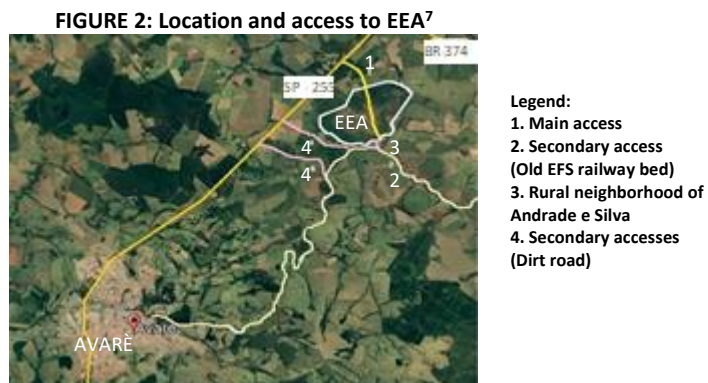 FIGURE 2: Location and access to EEA⁷
BR 374
1
SP - 255
EEA
4
3
4
2
Avaré
AVARÈ
Legend:
1. Main access
2. Secondary access
(Old EFS railway bed)
3. Rural neighborhood of
Andrade e Silva
4. Secondary accesses
(Dirt road)